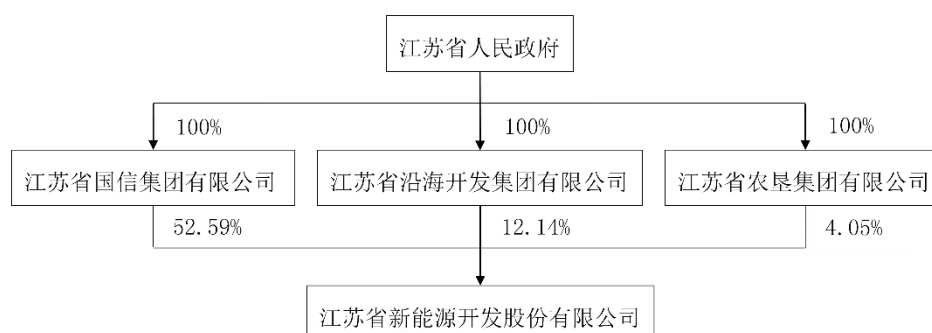 江苏省人民政府
100%
100%
100%
江苏省国信集团有限公司
江苏省沿海开发集团有限公司
江苏省农垦集团有限公司
52.59%
12.14%
4.05%
江苏省新能源开发股份有限公司